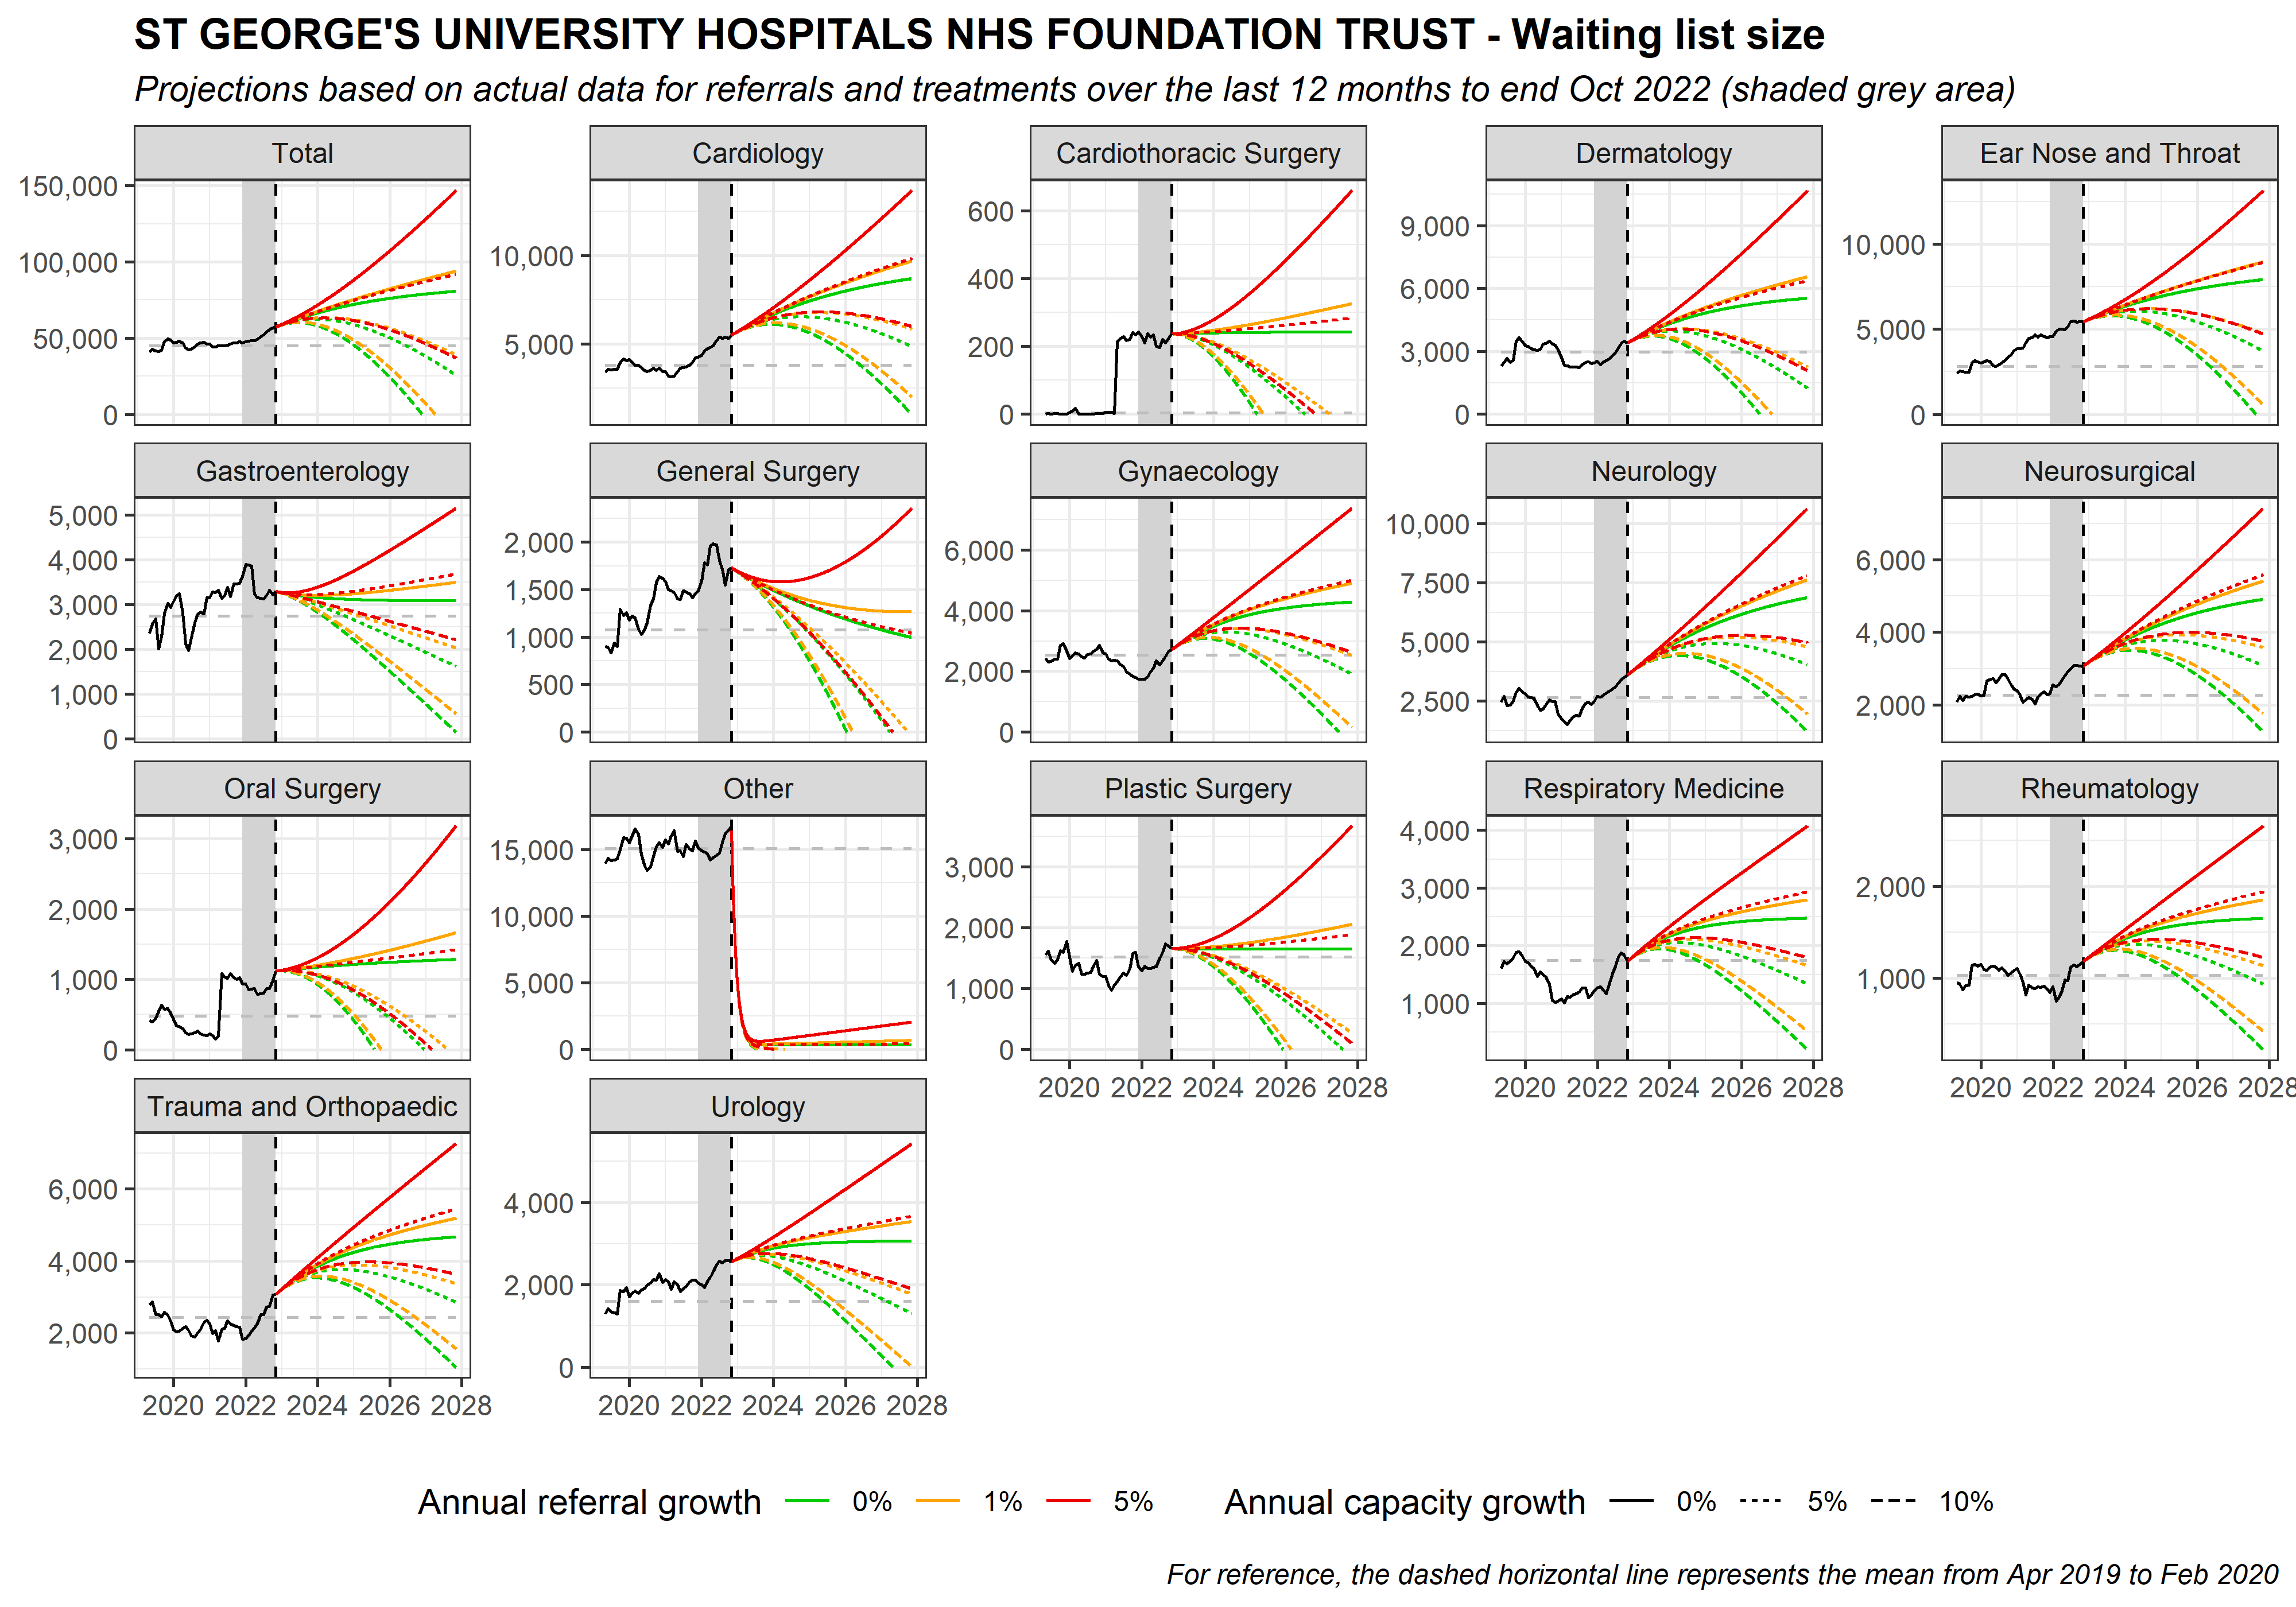 ST GEORGE'S UNIVERSITY HOSPITALS NHS FOUNDATION TRUST - Waiting list size
Projections based on actual data for referrals and treatments over the last 12 months to end Oct 2022 (shaded grey area)
Total
Cardiology
Cardiothoracic Surgery
Dermatology
Ear Nose and Throat
150,000
100,000
50,000
0
10,000
5,000
600
400
200
0
9,000
6,000
3,000
0
10,000
5,000
0
Gastroenterology
General Surgery
Gynaecology
Neurology
Neurosurgical
5,000
4,000
3,000
2,000
1,000
0
2,000
1,500
1,000
500
0
6,000
4,000
2,000
0
10,000
7,500
5,000
2,500
6,000
4,000
2,000
Oral Surgery
Other
Plastic Surgery
Respiratory Medicine
Rheumatology
3,000
2,000
1,000
0
15,000
10,000
5,000
0
3,000
2,000
1,000
0
4,000
3,000
2,000
1,000
2,000
1,000
2020 2022 2024 2026 2028
2020 2022 2024 2026 2028
2020 2022 2024 2026 2028
Trauma and Orthopaedic
Urology
6,000
4,000
2,000
4,000
2,000
0
2020 2022 2024 2026 2028
2020 2022 2024 2026 2028
Annual referral growth 0% 1% 5% Annual capacity growth 0% 5% 10%
For reference, the dashed horizontal line represents the mean from Apr 2019 to Feb 2020